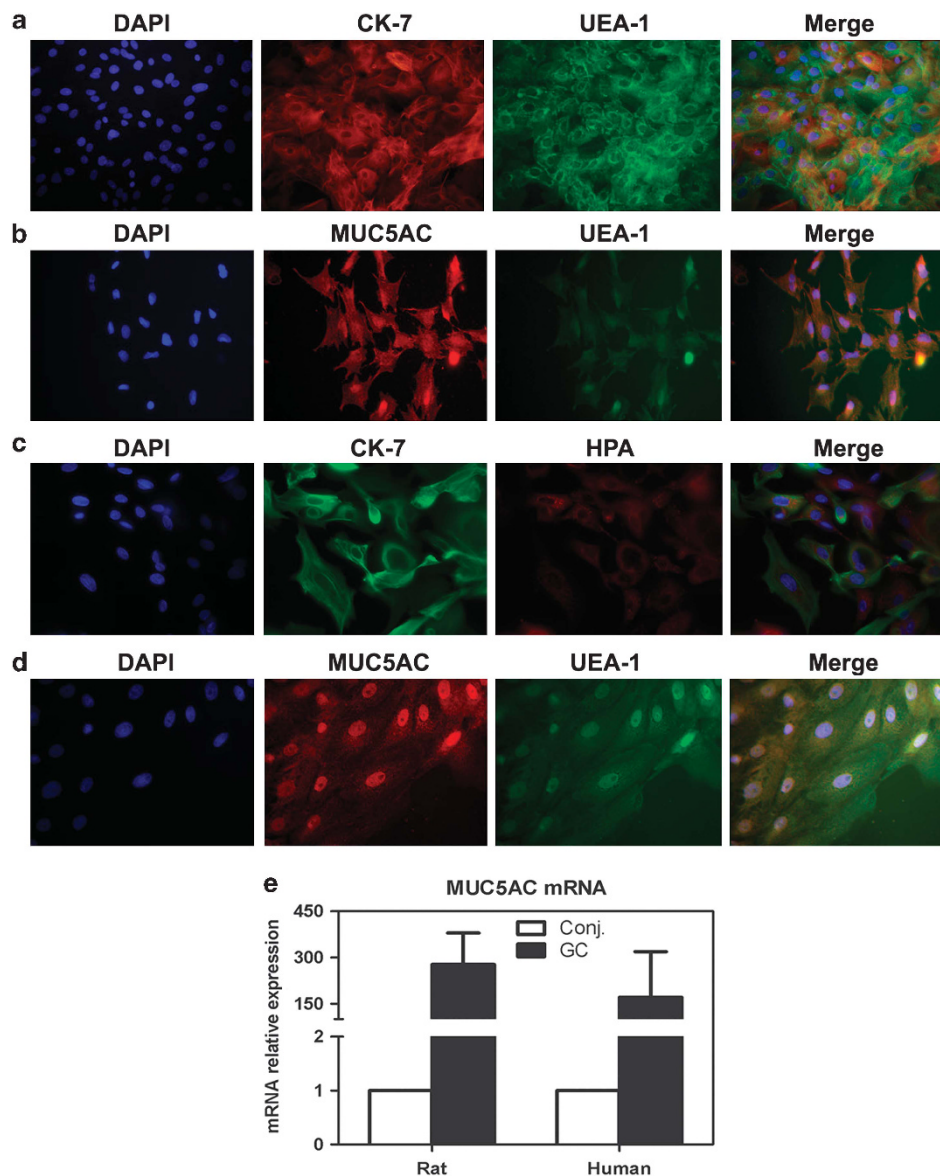 a
DAPI CK-7 UEA-1 Merge
b
DAPI MUC5AC UEA-1 Merge
c
DAPI CK-7 HPA Merge
d
DAPI MUC5AC UEA-1 Merge
e
MUC5AC mRNA
mRNA relative expression
450
300
150
2
1
0
Conj.
GC
Rat Human